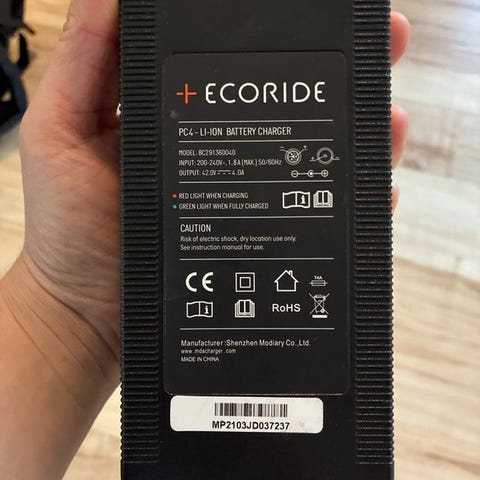 + ECORIDE
PC4 - LI-ION BATTERY CHARGER
MODEL: BC291360040
INPUT: 200-240V~, 1.8A (MAX.) 50/60Hz
OUTPUT: 42.0V ⎓ 4.0A
RED LIGHT WHEN CHARGING
GREEN LIGHT WHEN FULLY CHARGED
CAUTION
Risk of electric shock, dry location use only.
See instruction manual for use.
CE
T4A
RoHS
Manufacturer :Shenzhen Modiary Co., Ltd.
www.mdacharger.com
MADE IN CHINA
MP2103JD037237